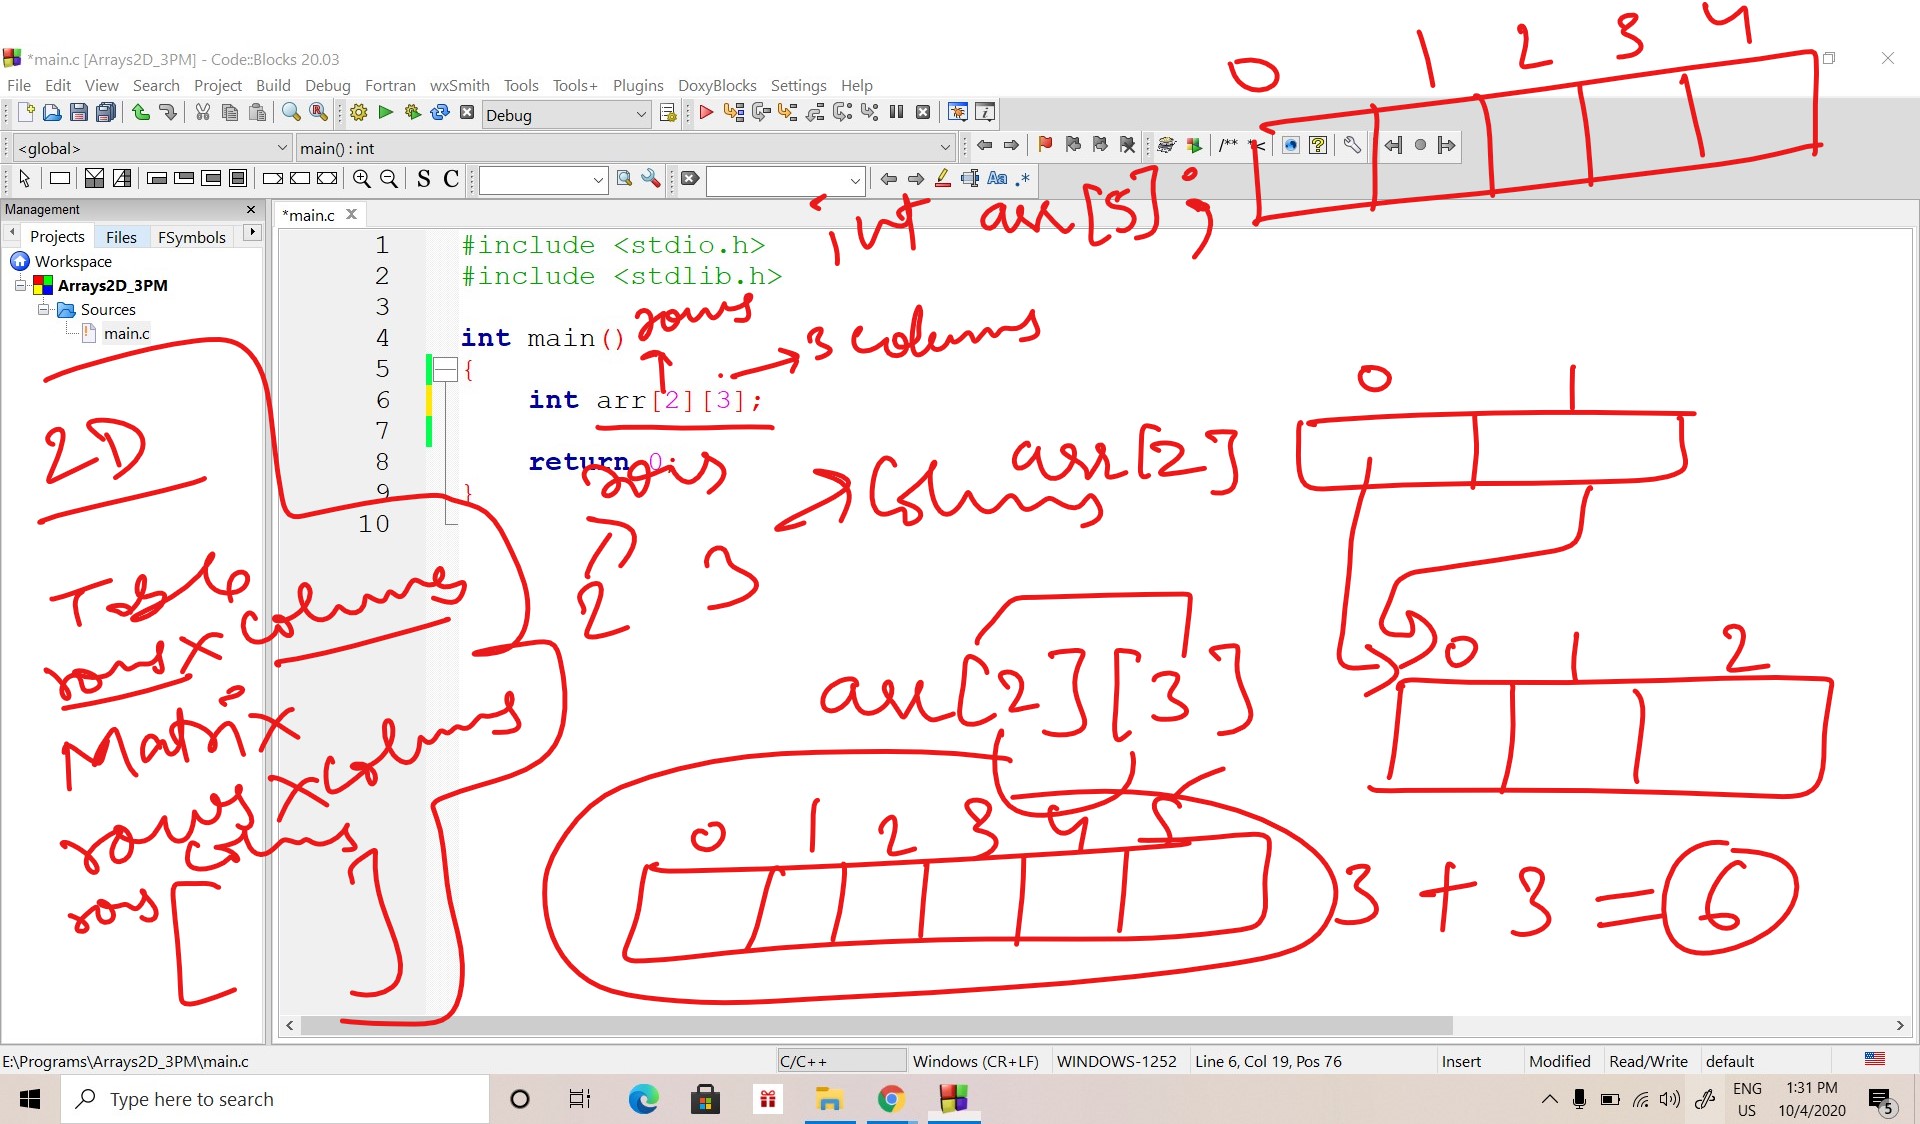 *main.c [Arrays2D_3PM] - Code::Blocks 20.03
File Edit View Search Project Build Debug Fortran wxSmith Tools Tools+ Plugins DoxyBlocks Settings Help
0 1 2 3 4
Debug
<global> main() : int
/** *<
S C Aa .*
int arr[5];
Management
Projects Files FSymbols
*main.c
Workspace
Arrays2D_3PM
Sources
main.c
1 #include <stdio.h>
2 #include <stdlib.h>
3
rows
4 int main()
3 colums
5 {
6 int arr[2][3];
7
8 return 0;
9 }
10
0 1
arr[2]
rows
Colums
2 3
2D
Table
rows X Columns
Matrix
rows X Colums
colums
rows
arr[2][3]
0 1 2
0 1 2 3 4 5
3 + 3 = 6
E:\Programs\Arrays2D_3PM\main.c C/C++ Windows (CR+LF) WINDOWS-1252 Line 6, Col 19, Pos 76 Insert Modified Read/Write default
Type here to search
ENG
US
1:31 PM
10/4/2020
5